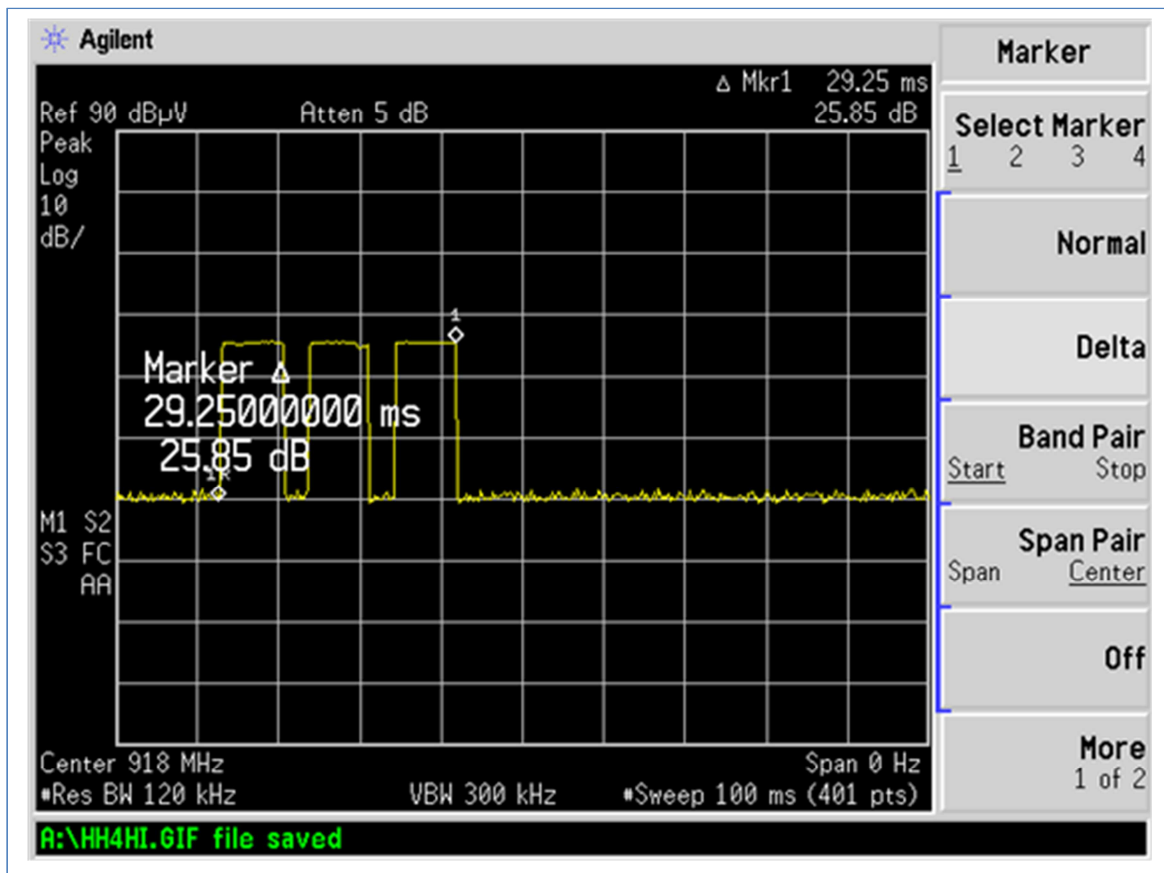 Agilent
Δ Mkr1 29.25 ms
Ref 90 dBµV Atten 5 dB 25.85 dB
Peak
Log
10
dB/
1
Marker Δ
29.25000000 ms
25.85 dB
1R
M1 S2
S3 FC
AA
Center 918 MHz Span 0 Hz
#Res BW 120 kHz VBW 300 kHz #Sweep 100 ms (401 pts)
A:\HH4HI.GIF file saved
Marker
Select Marker
1 2 3 4
Normal
Delta
Band Pair
Start Stop
Span Pair
Span Center
Off
More
1 of 2